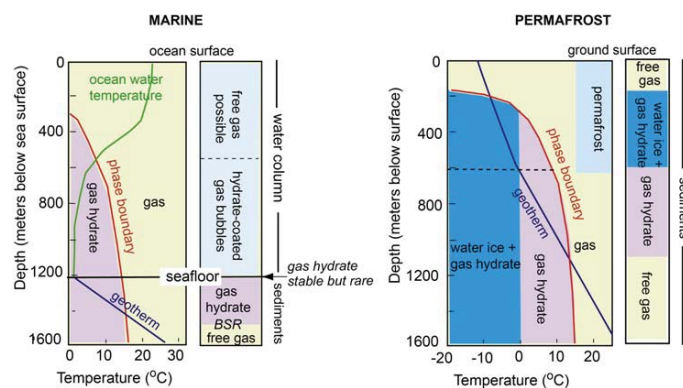 MARINE
ocean surface
0
400
800
1200
1600
Depth (meters below sea surface)
ocean water
temperature
phase boundary
gas hydrate
gas
seafloor
geotherm
0
10
20
30
Temperature (°C)
free gas
possible
hydrate-coated
gas bubbles
gas
hydrate
BSR
free gas
water column
sediments
gas hydrate
stable but rare
PERMAFROST
ground surface
0
400
800
1200
1600
Depth (meters below surface)
permafrost
phase boundary
geotherm
gas
water ice +
gas hydrate
gas hydrate
-20
-10
0
10
20
Temperature (°C)
free
gas
water ice +
gas hydrate
gas hydrate
free gas
sediments